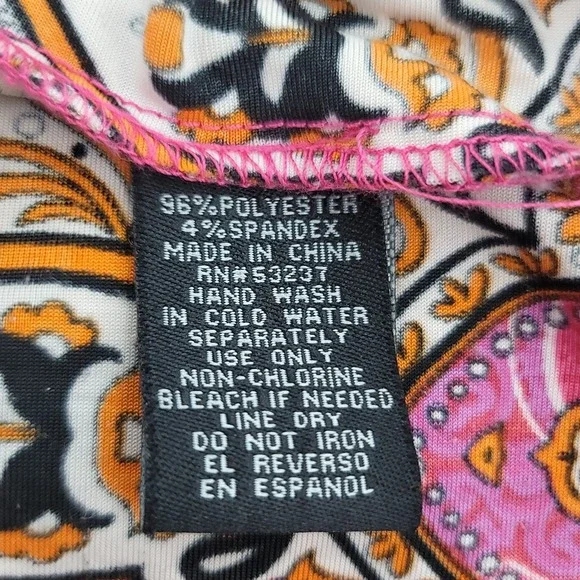 96%POLYESTER
4%SPANDEX
MADE IN CHINA
RN#53237
HAND WASH
IN COLD WATER
SEPARATELY
USE ONLY
NON-CHLORINE
BLEACH IF NEEDED
LINE DRY
DO NOT IRON
EL REVERSO
EN ESPANOL